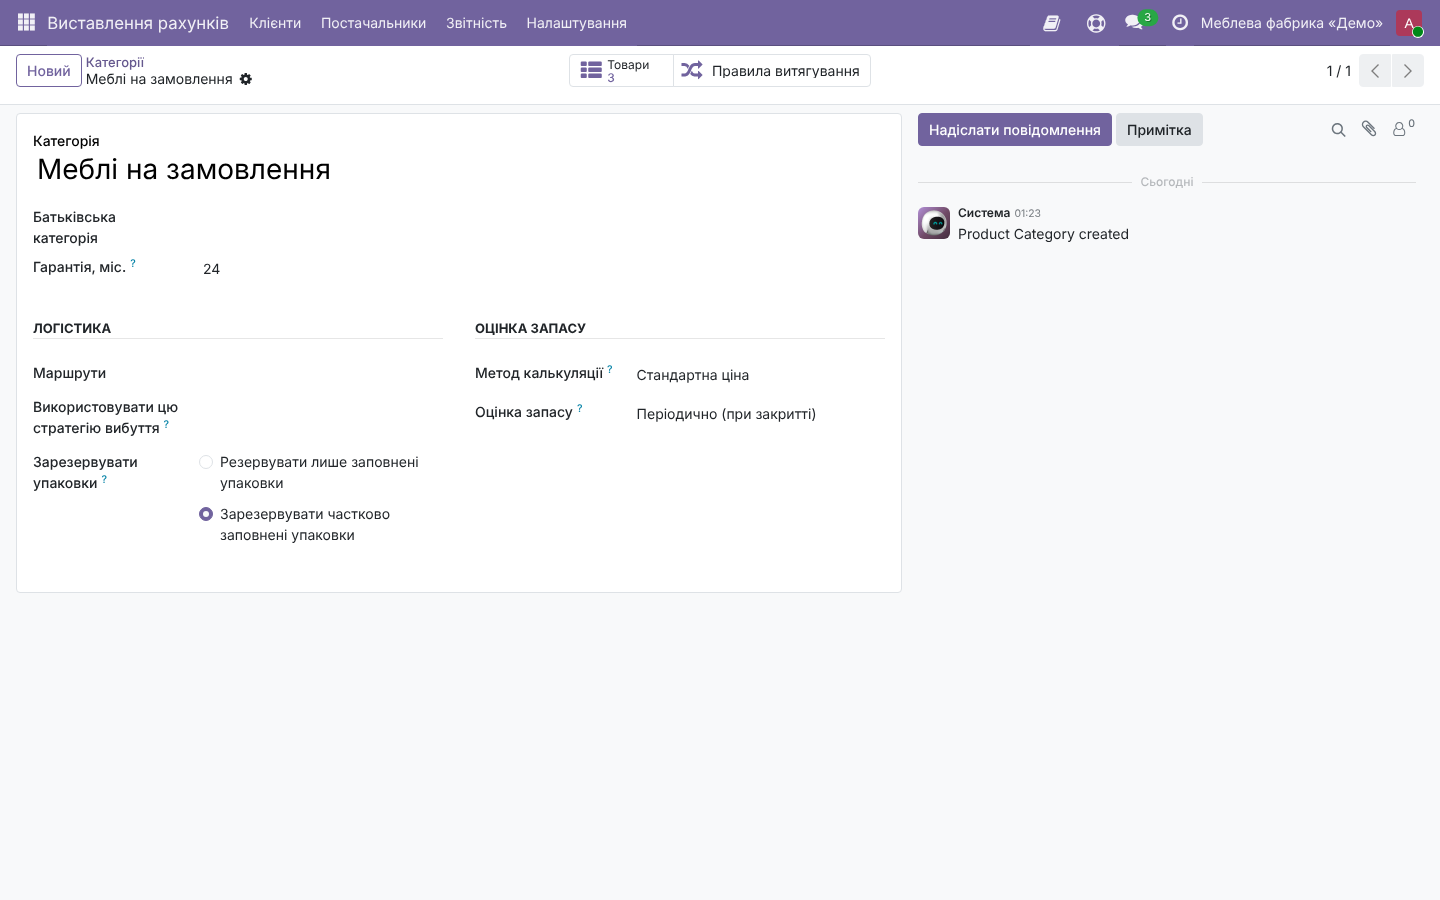 Виставлення рахунків Клієнти Постачальники Звітність Налаштування 3 Меблева фабрика «Демо» A
Новий Категорії
Меблі на замовлення
Товари
3
Правила витягування
1 / 1
Категорія
Меблі на замовлення
Батьківська
категорія
Гарантія, міс. ? 24
ЛОГІСТИКА
Маршрути
Використовувати цю
стратегію вибуття ?
Зарезервувати
упаковки ?
Резервувати лише заповнені
упаковки
Зарезервувати частково
заповнені упаковки
ОЦІНКА ЗАПАСУ
Метод калькуляції ? Стандартна ціна
Оцінка запасу ? Періодично (при закритті)
Надіслати повідомлення Примітка 0
Сьогодні
Система 01:23
Product Category created